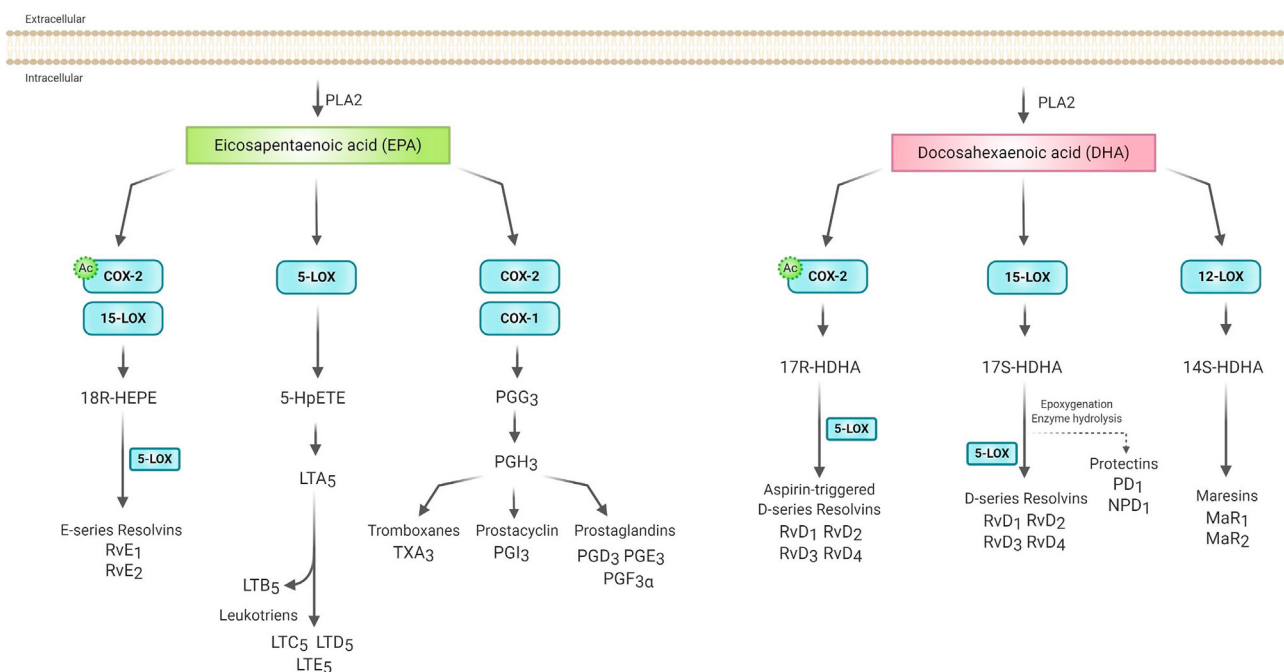 Extracellular
Intracellular
PLA2
Eicosapentaenoic acid (EPA)
Ac
COX-2
15-LOX
18R-HEPE
5-LOX
E-series Resolvins
RvE1
RvE2
5-LOX
5-HpETE
LTA5
LTB5
Leukotriens
LTC5 LTD5
LTE5
COX-2
COX-1
PGG3
PGH3
Tromboxanes
TXA3
Prostacyclin
PGI3
Prostaglandins
PGD3 PGE3
PGF3α
PLA2
Docosahexaenoic acid (DHA)
Ac
COX-2
17R-HDHA
5-LOX
Aspirin-triggered
D-series Resolvins
RvD1 RvD2
RvD3 RvD4
15-LOX
17S-HDHA
Epoxygenation
Enzyme hydrolysis
5-LOX
D-series Resolvins
RvD1 RvD2
RvD3 RvD4
Protectins
PD1
NPD1
12-LOX
14S-HDHA
Maresins
MaR1
MaR2